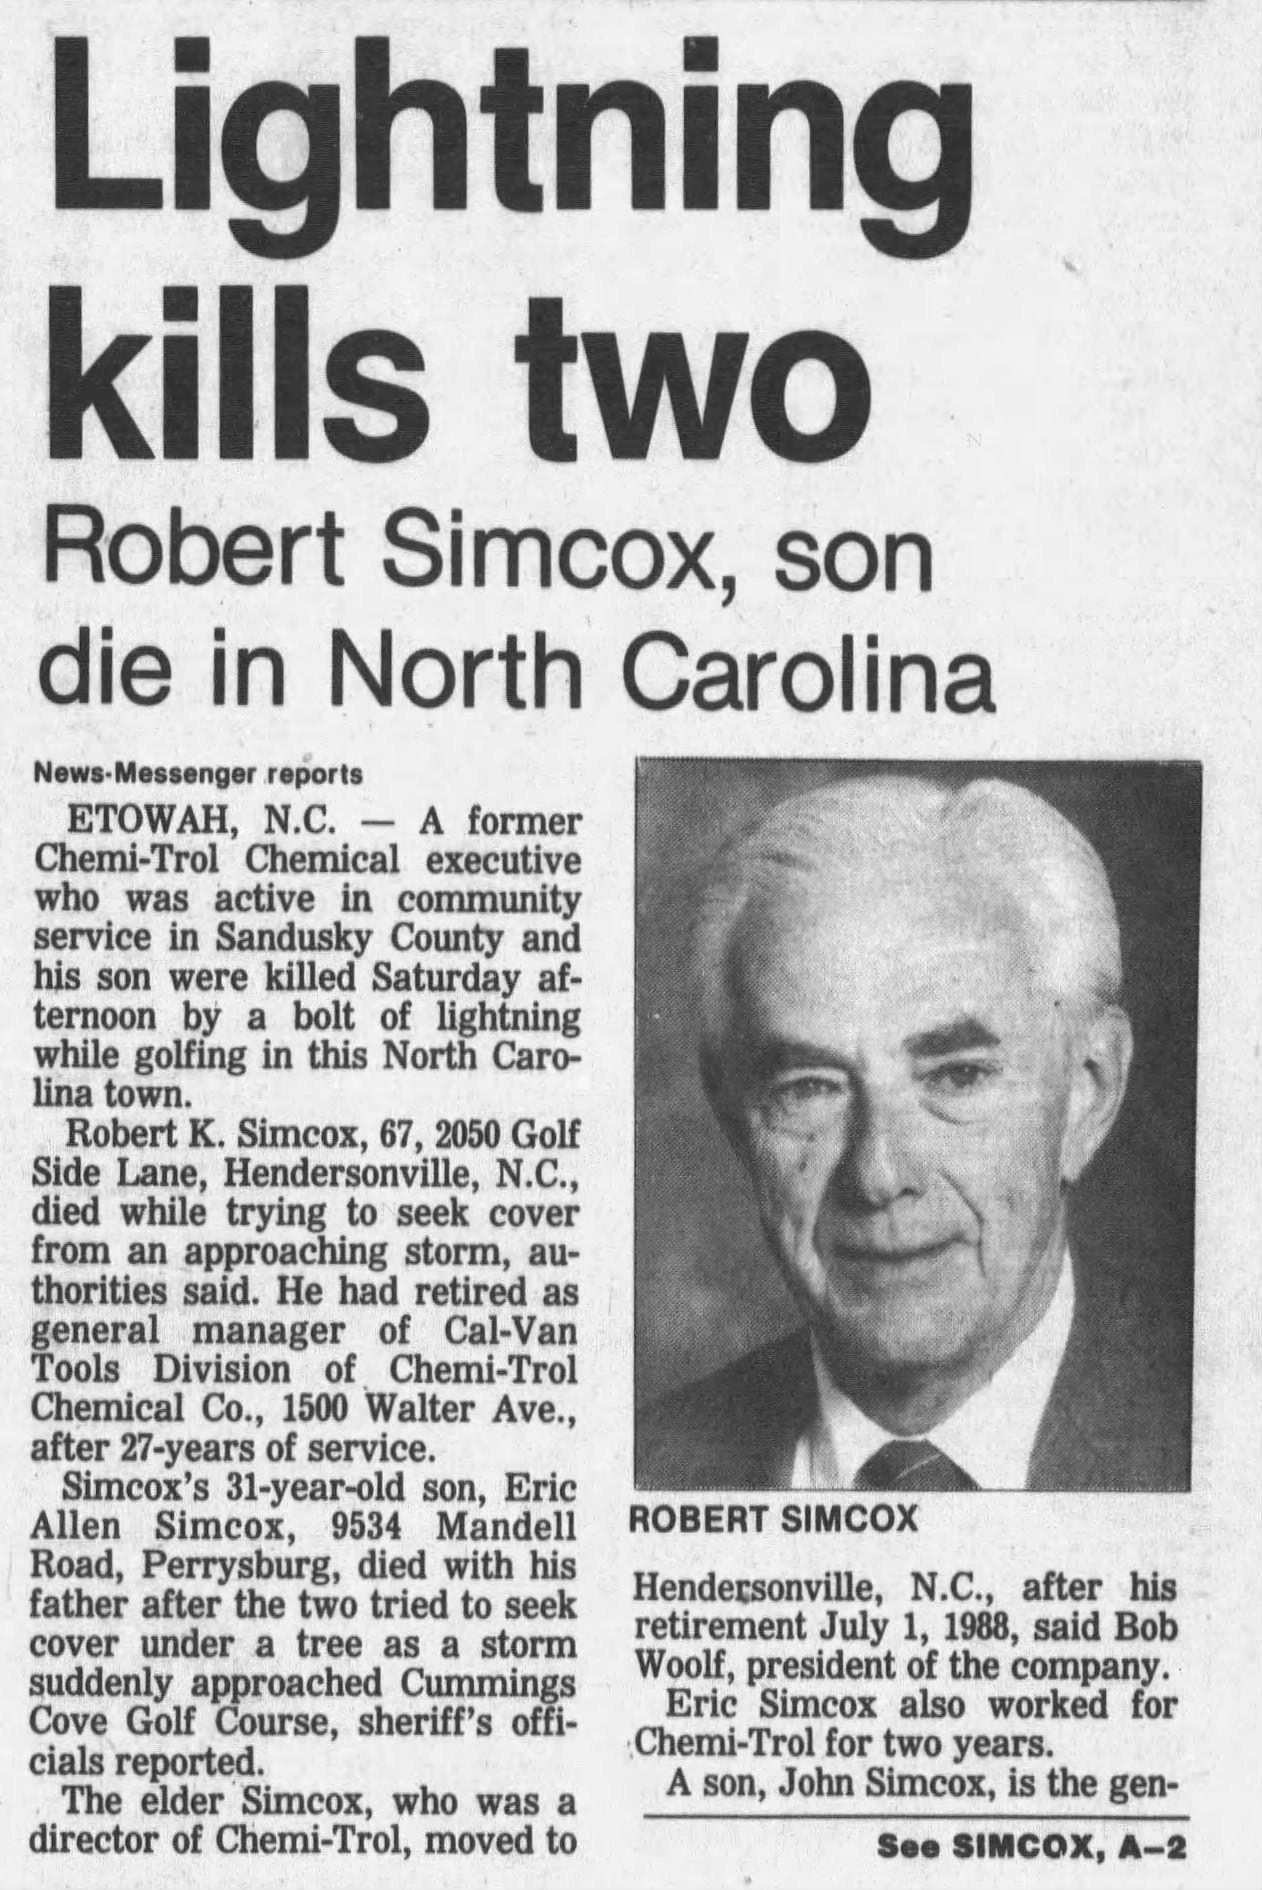 Lightning
kills two
Robert Simcox, son
die in North Carolina
News-Messenger reports
ETOWAH, N.C. — A former
Chemi-Trol Chemical executive
who was active in community
service in Sandusky County and
his son were killed Saturday af-
ternoon by a bolt of lightning
while golfing in this North Caro-
lina town.
Robert K. Simcox, 67, 2050 Golf
Side Lane, Hendersonville, N.C.,
died while trying to seek cover
from an approaching storm, au-
thorities said. He had retired as
general manager of Cal-Van
Tools Division of Chemi-Trol
Chemical Co., 1500 Walter Ave.,
after 27-years of service.
Simcox's 31-year-old son, Eric
Allen Simcox, 9534 Mandell
Road, Perrysburg, died with his
father after the two tried to seek
cover under a tree as a storm
suddenly approached Cummings
Cove Golf Course, sheriff's offi-
cials reported.
The elder Simcox, who was a
director of Chemi-Trol, moved to
ROBERT SIMCOX
Hendersonville, N.C., after his
retirement July 1, 1988, said Bob
Woolf, president of the company.
Eric Simcox also worked for
Chemi-Trol for two years.
A son, John Simcox, is the gen-
See SIMCOX, A–2